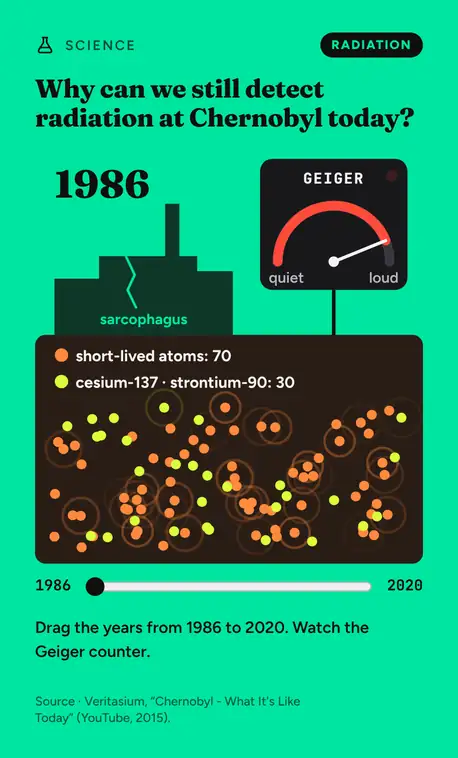 SCIENCE
RADIATION
Why can we still detect
radiation at Chernobyl today?
1986
GEIGER
quiet
loud
sarcophagus
short-lived atoms: 70
cesium-137 · strontium-90: 30
1986
2020
Drag the years from 1986 to 2020. Watch the
Geiger counter.
Source · Veritasium, “Chernobyl - What It's Like
Today” (YouTube, 2015).